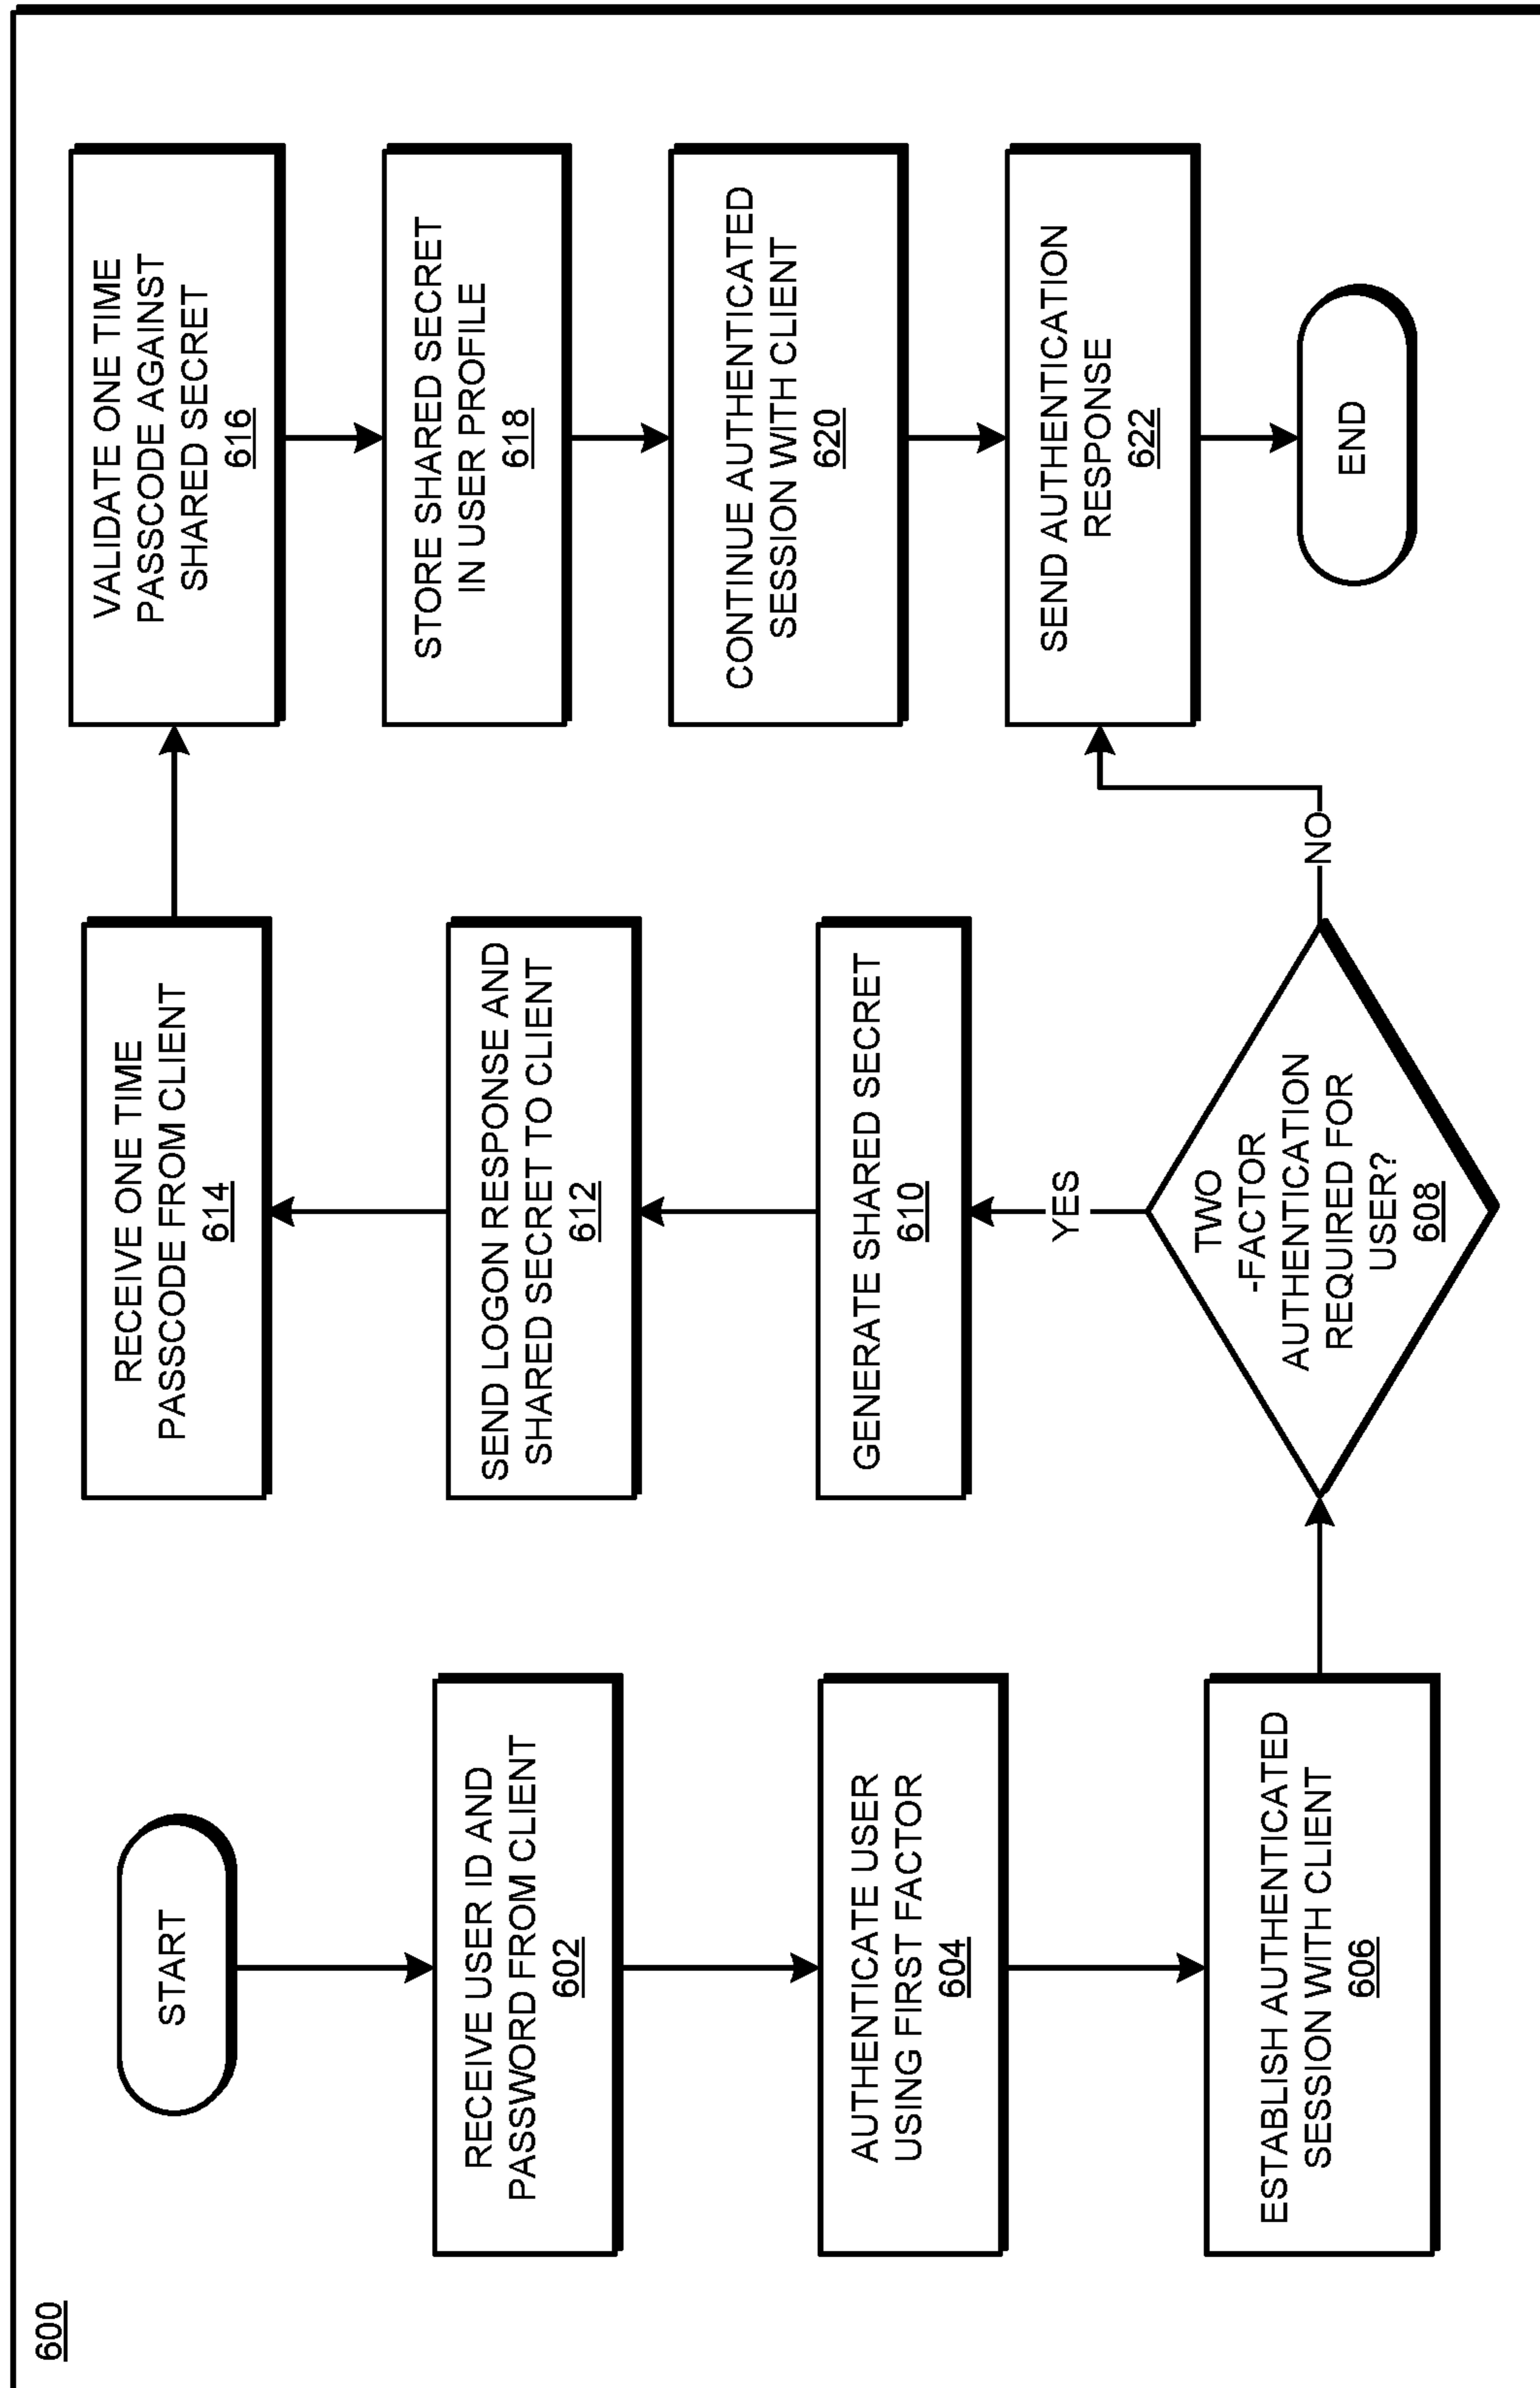 600
START
RECEIVE USER ID AND
PASSWORD FROM CLIENT
602
AUTHENTICATE USER
USING FIRST FACTOR
604
ESTABLISH AUTHENTICATED
SESSION WITH CLIENT
606
TWO
-FACTOR
AUTHENTICATION
REQUIRED FOR
USER?
608
YES
NO
GENERATE SHARED SECRET
610
SEND LOGON RESPONSE AND
SHARED SECRET TO CLIENT
612
RECEIVE ONE TIME
PASSCODE FROM CLIENT
614
VALIDATE ONE TIME
PASSCODE AGAINST
SHARED SECRET
616
STORE SHARED SECRET
IN USER PROFILE
618
CONTINUE AUTHENTICATED
SESSION WITH CLIENT
620
SEND AUTHENTICATION
RESPONSE
622
END